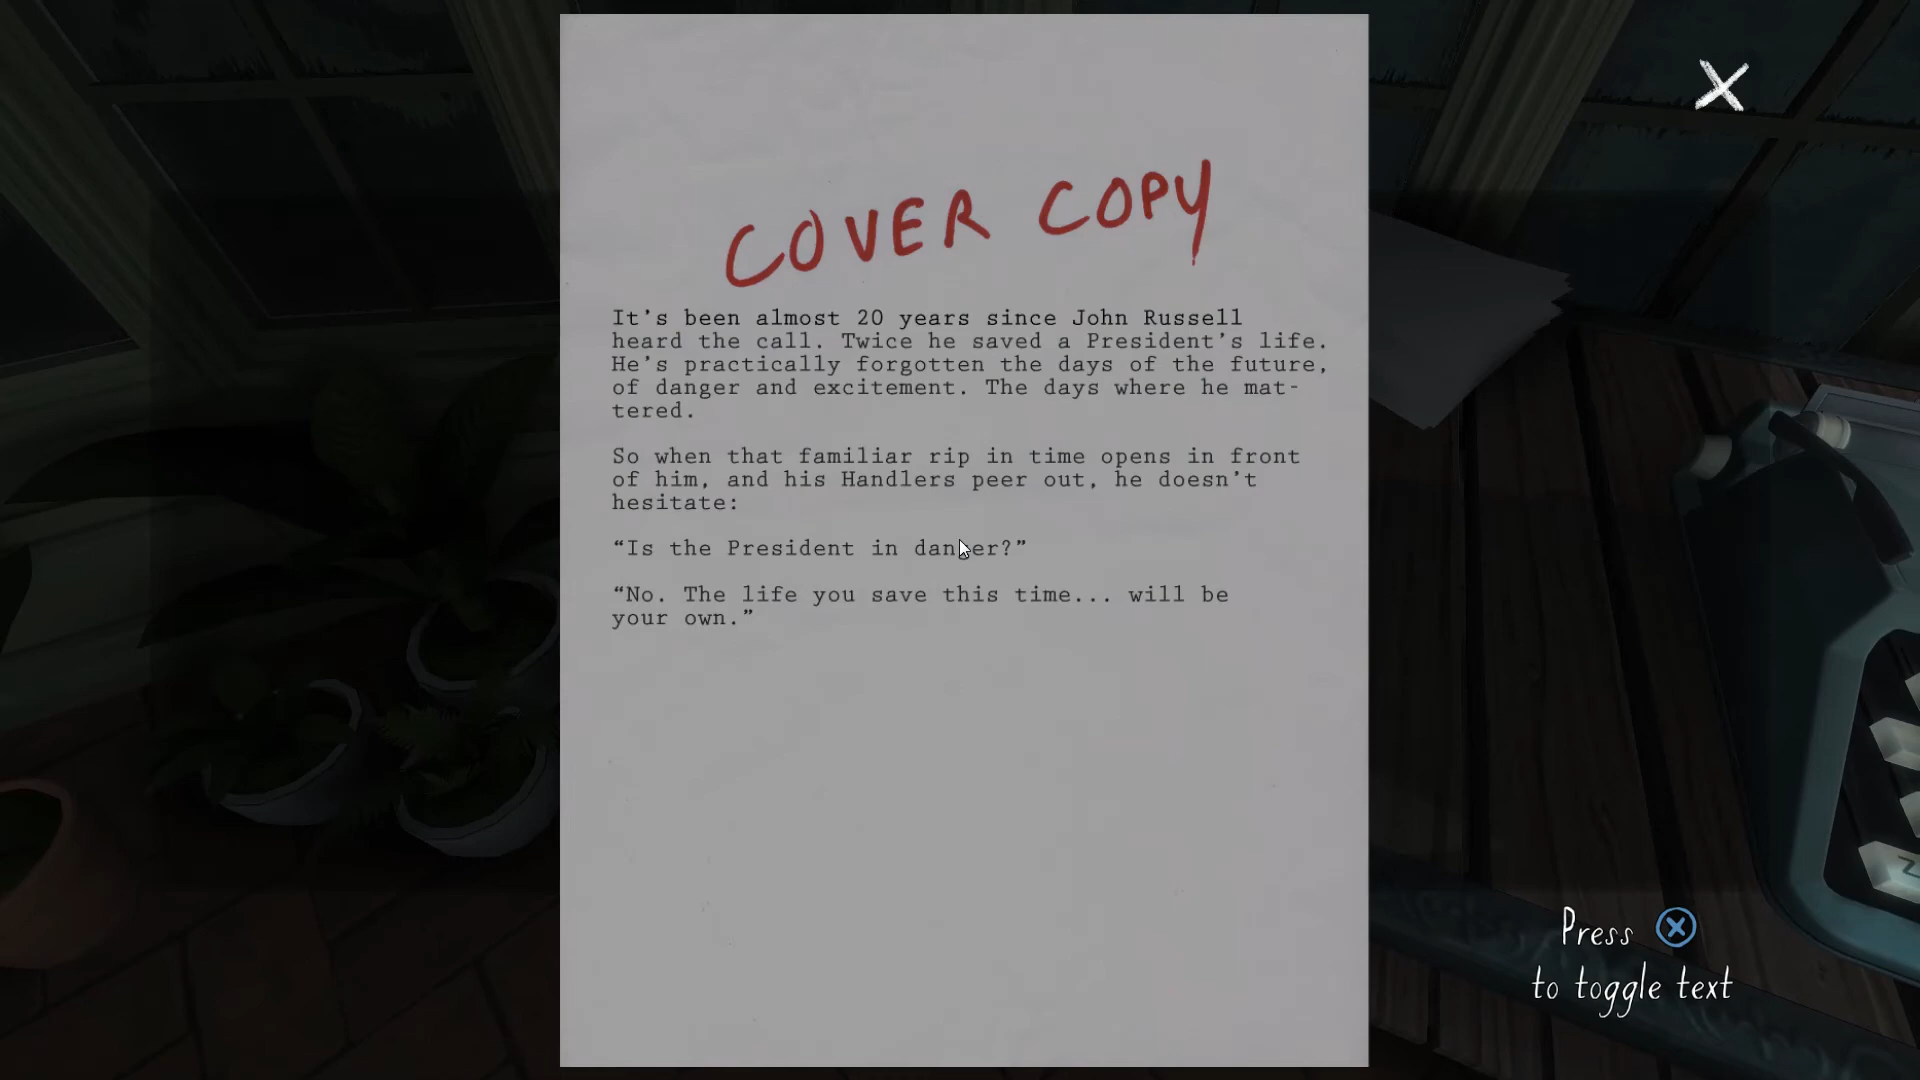 COVER COPY
It’s been almost 20 years since John Russell
heard the call. Twice he saved a President’s life.
He’s practically forgotten the days of the future,
of danger and excitement. The days where he mat-
tered.
So when that familiar rip in time opens in front
of him, and his Handlers peer out, he doesn’t
hesitate:
“Is the President in danger?”
“No. The life you save this time... will be
your own.”
Press
to toggle text
Z